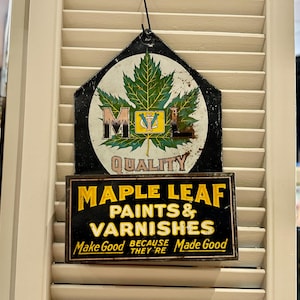 M L
QUALITY
MAPLE LEAF
PAINTS &
VARNISHES
Make Good BECAUSE THEY'RE Made Good